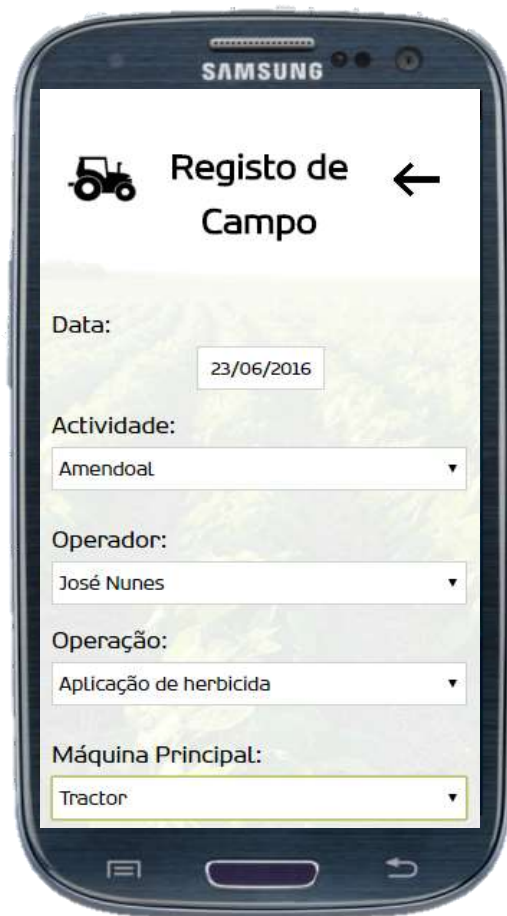 SAMSUNG
Registo de
Campo
Data:
23/06/2016
Actividade:
Amendoal
Operador:
José Nunes
Operação:
Aplicação de herbicida
Máquina Principal:
Tractor